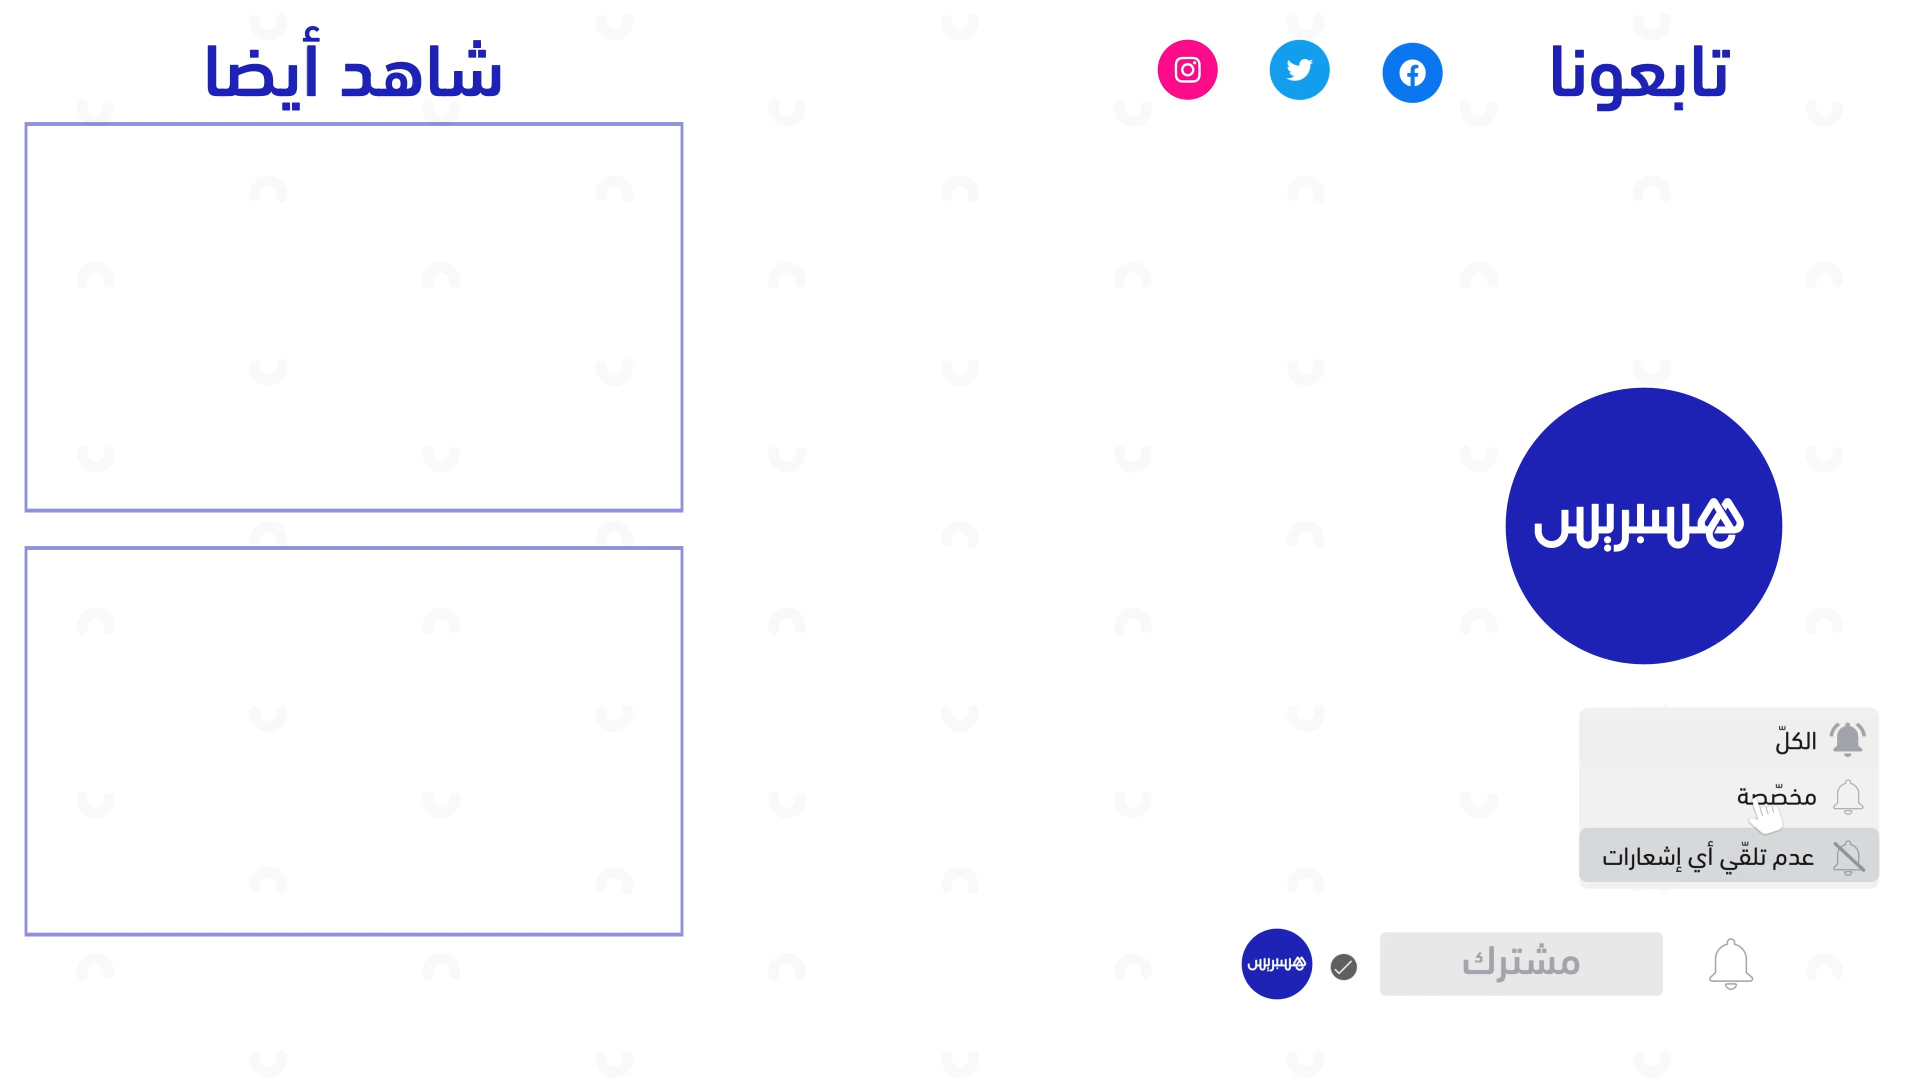 تابعونا
شاهد أيضا
هسبريس
الكلّ
مخصّصة
عدم تلقّي أي إشعارات
مشترك
هسبريس